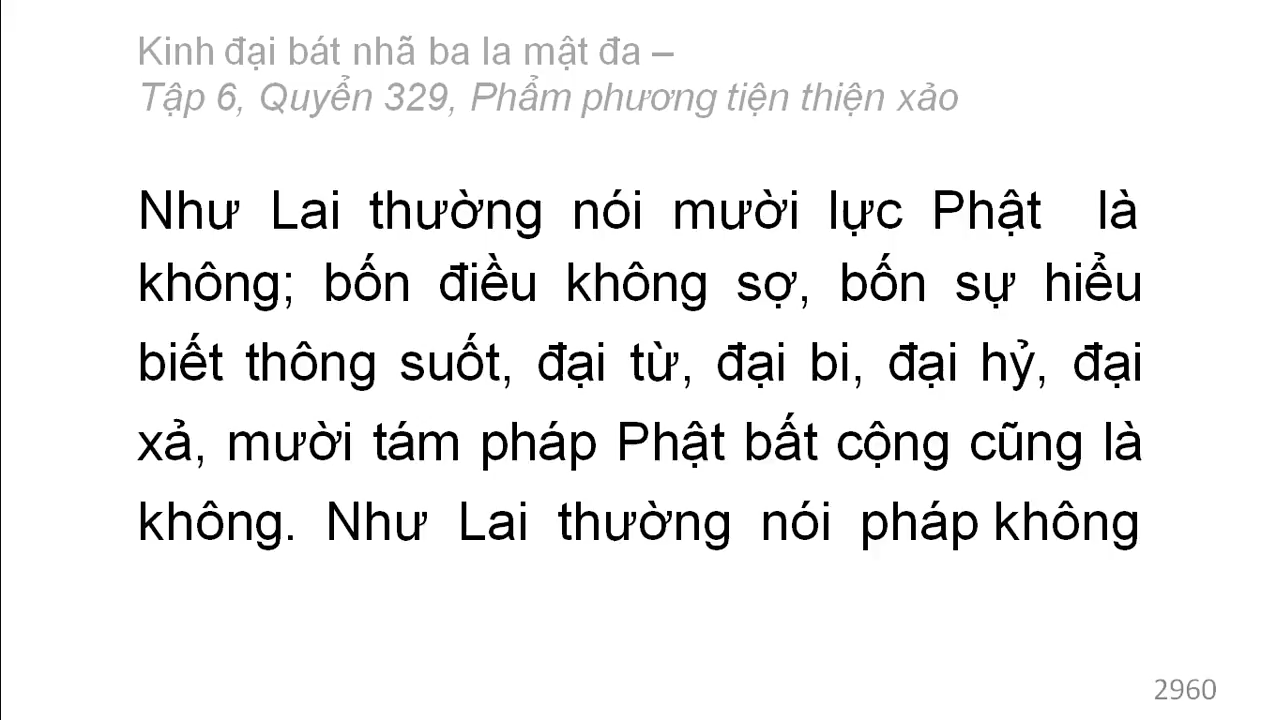 Kinh đại bát nhã ba la mật đa –
Tập 6, Quyển 329, Phẩm phương tiện thiện xảo
Như Lai thường nói mười lực Phật là
không; bốn điều không sợ, bốn sự hiểu
biết thông suốt, đại từ, đại bi, đại hỷ, đại
xả, mười tám pháp Phật bất cộng cũng là
không. Như Lai thường nói pháp không
2960